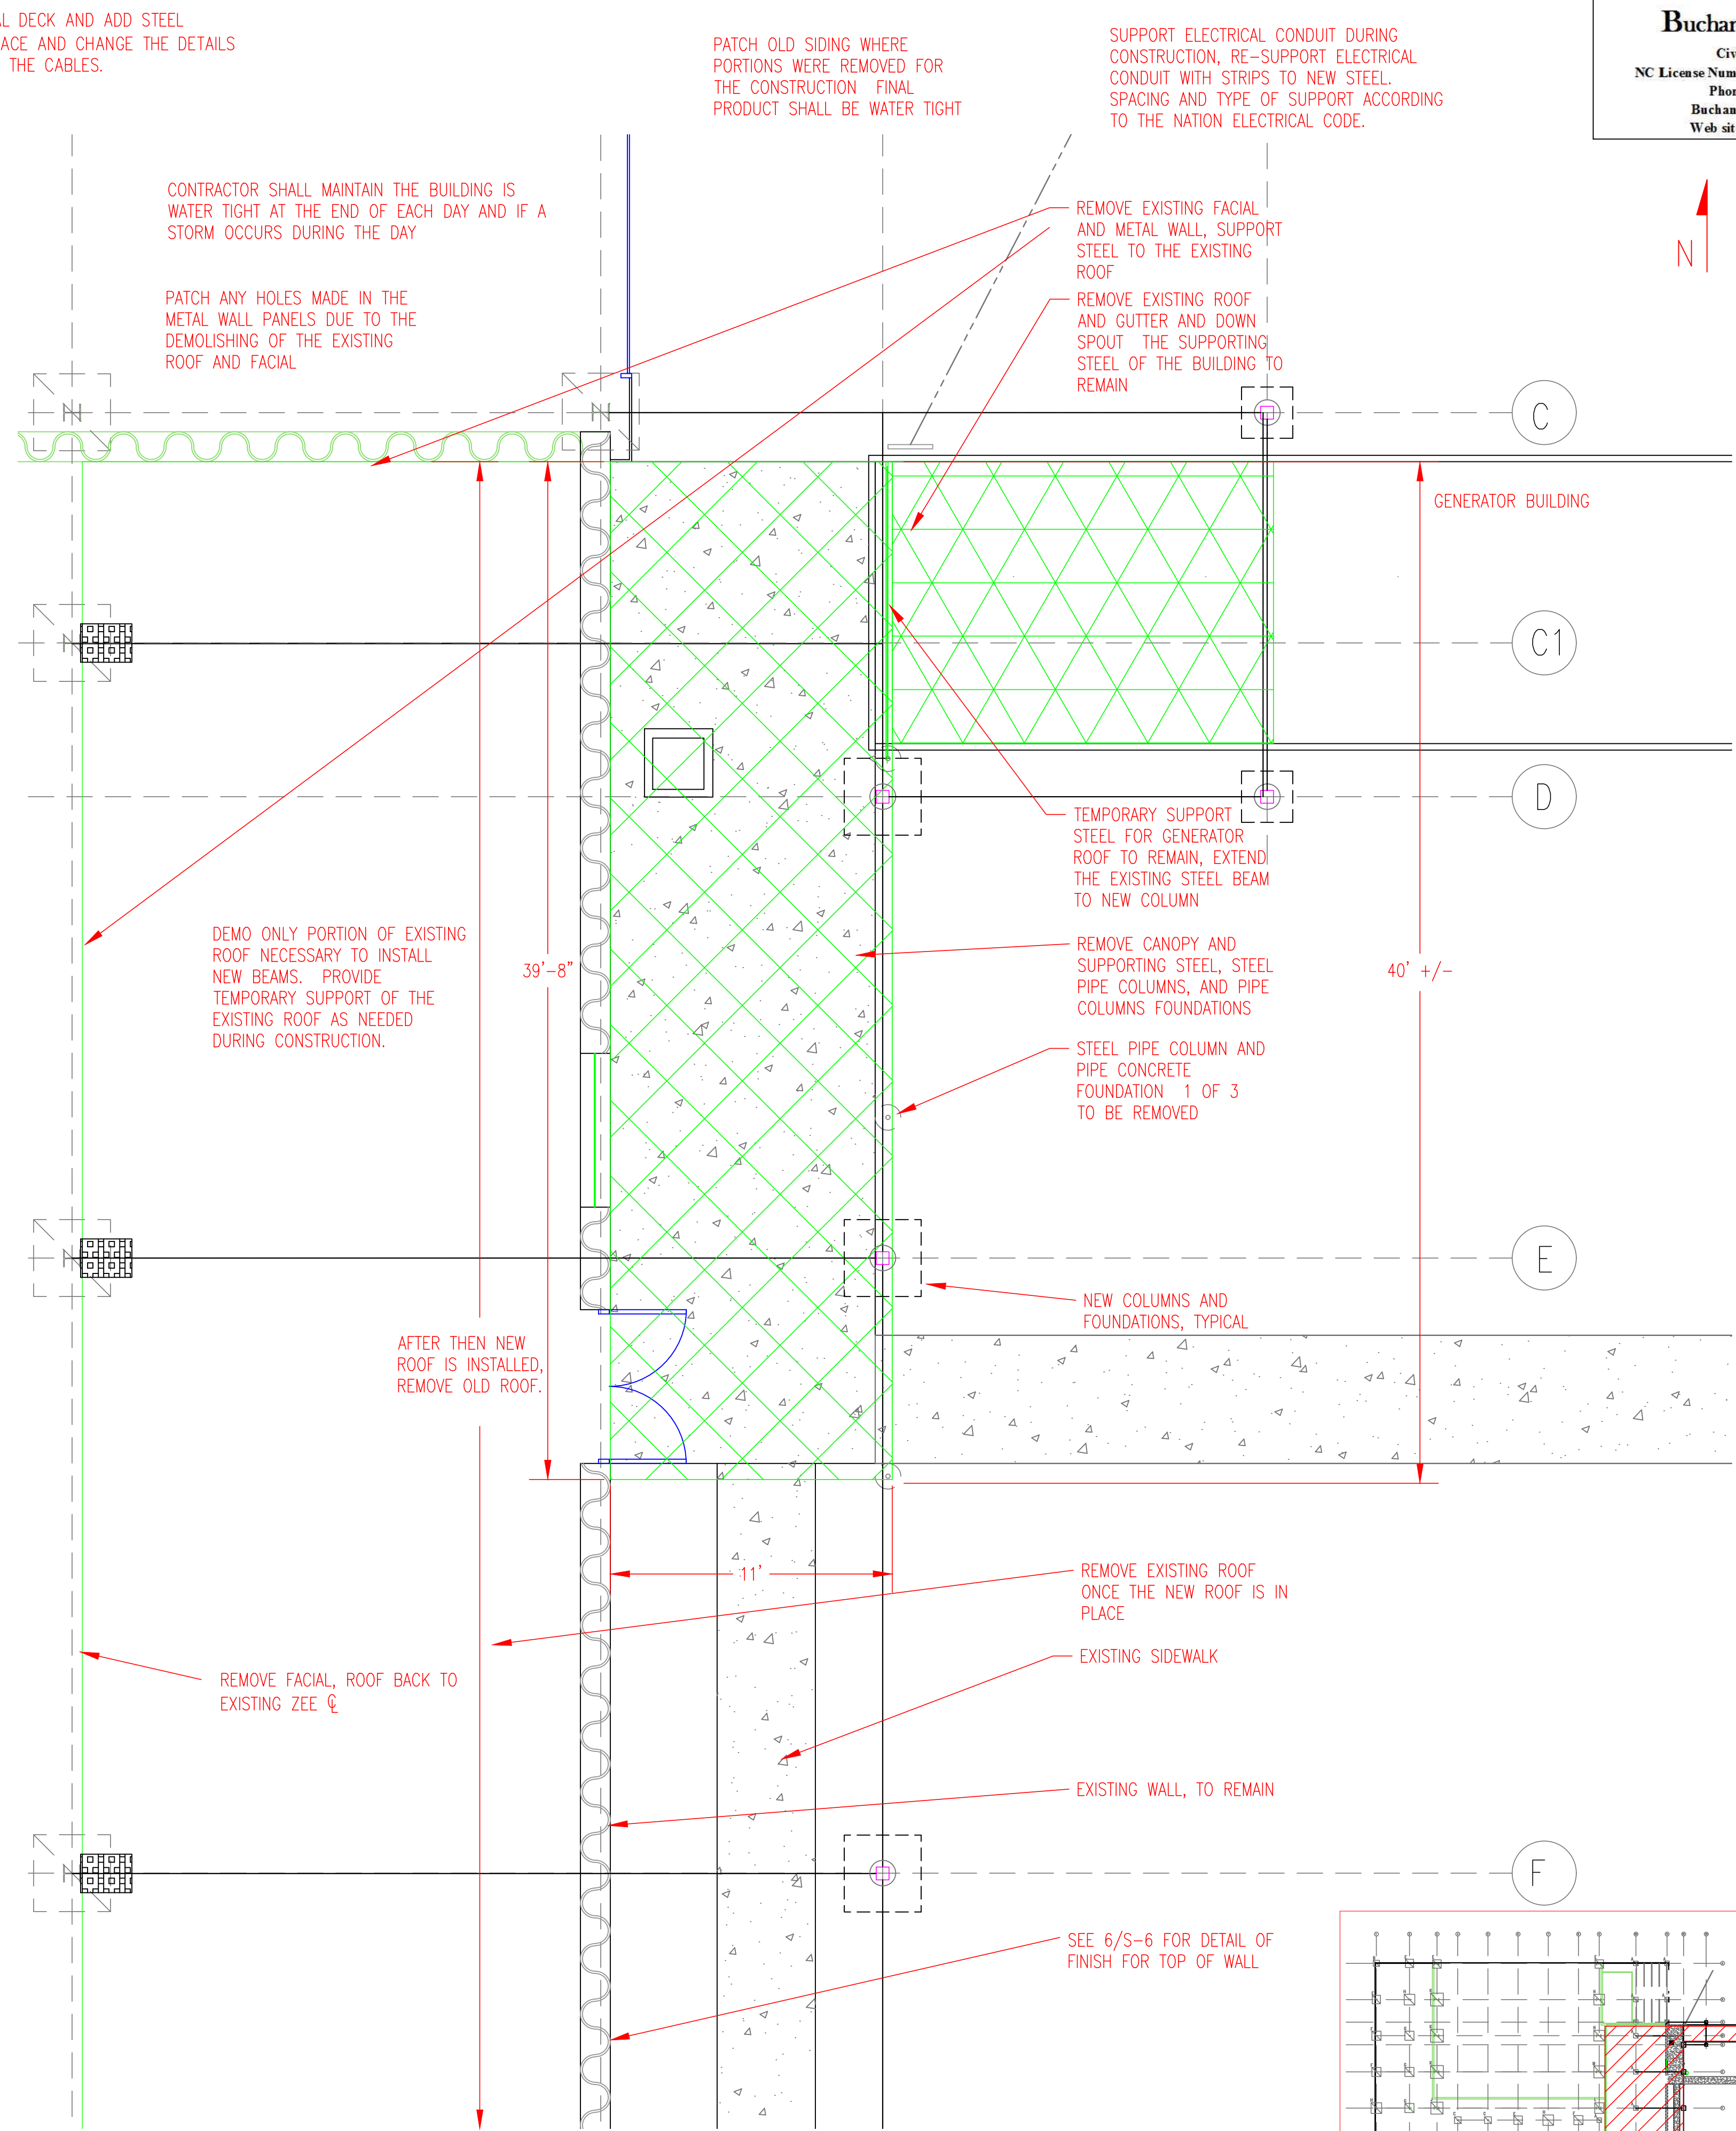 AL DECK AND ADD STEEL
ACE AND CHANGE THE DETAILS
THE CABLES.
PATCH OLD SIDING WHERE
PORTIONS WERE REMOVED FOR
THE CONSTRUCTION FINAL
PRODUCT SHALL BE WATER TIGHT
SUPPORT ELECTRICAL CONDUIT DURING
CONSTRUCTION, RE-SUPPORT ELECTRICAL
CONDUIT WITH STRIPS TO NEW STEEL.
SPACING AND TYPE OF SUPPORT ACCORDING
TO THE NATION ELECTRICAL CODE.
Buchan
Civ
NC License Num
Phon
Buchan
Web sit
N
CONTRACTOR SHALL MAINTAIN THE BUILDING IS
WATER TIGHT AT THE END OF EACH DAY AND IF A
STORM OCCURS DURING THE DAY
PATCH ANY HOLES MADE IN THE
METAL WALL PANELS DUE TO THE
DEMOLISHING OF THE EXISTING
ROOF AND FACIAL
REMOVE EXISTING FACIAL
AND METAL WALL, SUPPORT
STEEL TO THE EXISTING
ROOF
REMOVE EXISTING ROOF
AND GUTTER AND DOWN
SPOUT THE SUPPORTING
STEEL OF THE BUILDING TO
REMAIN
C
GENERATOR BUILDING
C1
D
TEMPORARY SUPPORT
STEEL FOR GENERATOR
ROOF TO REMAIN, EXTEND
THE EXISTING STEEL BEAM
TO NEW COLUMN
DEMO ONLY PORTION OF EXISTING
ROOF NECESSARY TO INSTALL
NEW BEAMS. PROVIDE
TEMPORARY SUPPORT OF THE
EXISTING ROOF AS NEEDED
DURING CONSTRUCTION.
39'-8"
REMOVE CANOPY AND
SUPPORTING STEEL, STEEL
PIPE COLUMNS, AND PIPE
COLUMNS FOUNDATIONS
40' +/-
STEEL PIPE COLUMN AND
PIPE CONCRETE
FOUNDATION 1 OF 3
TO BE REMOVED
E
NEW COLUMNS AND
FOUNDATIONS, TYPICAL
AFTER THEN NEW
ROOF IS INSTALLED,
REMOVE OLD ROOF.
11'
REMOVE EXISTING ROOF
ONCE THE NEW ROOF IS IN
PLACE
EXISTING SIDEWALK
REMOVE FACIAL, ROOF BACK TO
EXISTING ZEE ℄
EXISTING WALL, TO REMAIN
F
SEE 6/S-6 FOR DETAIL OF
FINISH FOR TOP OF WALL